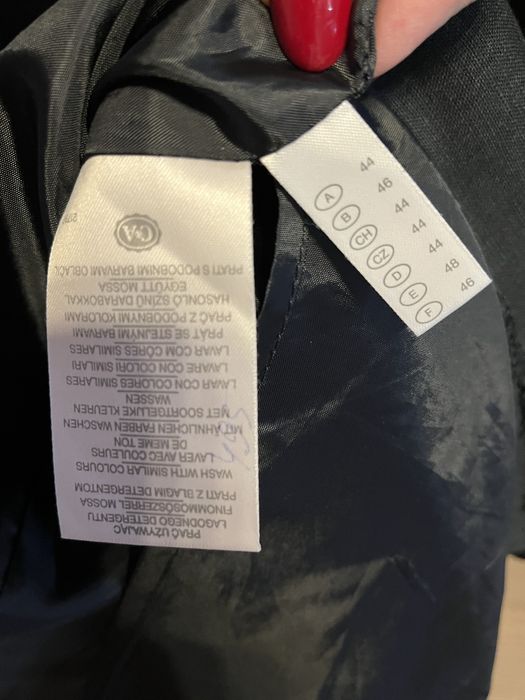 PRAĆ UŻYWAJĄC
ŁAGODNEGO DETERGENTU
FINOMMOSÓSZERREL MOSSA
PRATI Z BLAGIM DETERGENTOM
WASH WITH SIMILAR COLOURS
LAVER AVEC COULEURS
DE MEME TON
MIT ÄHNLICHEN FARBEN WASCHEN
MET SOORTGELIJKE KLEUREN
WASSEN
LAVAR CON COLORES SIMILARES
LAVARE CON COLORI SIMILARI
LAVAR COM CÔRES SIMILARES
PRÁT SE STEJNÝMI BARVAMI
PRAĆ Z PODOBNYMI KOLORAMI
HASONLÓ SZÍNŰ DARABOKKAL
EGYÜTT MOSSA
PRATI S PODOBNIM BARVAMI OBLAČ
C&A
A 44
B 46
CH 44
CZ 44
D 44
E 48
F 46